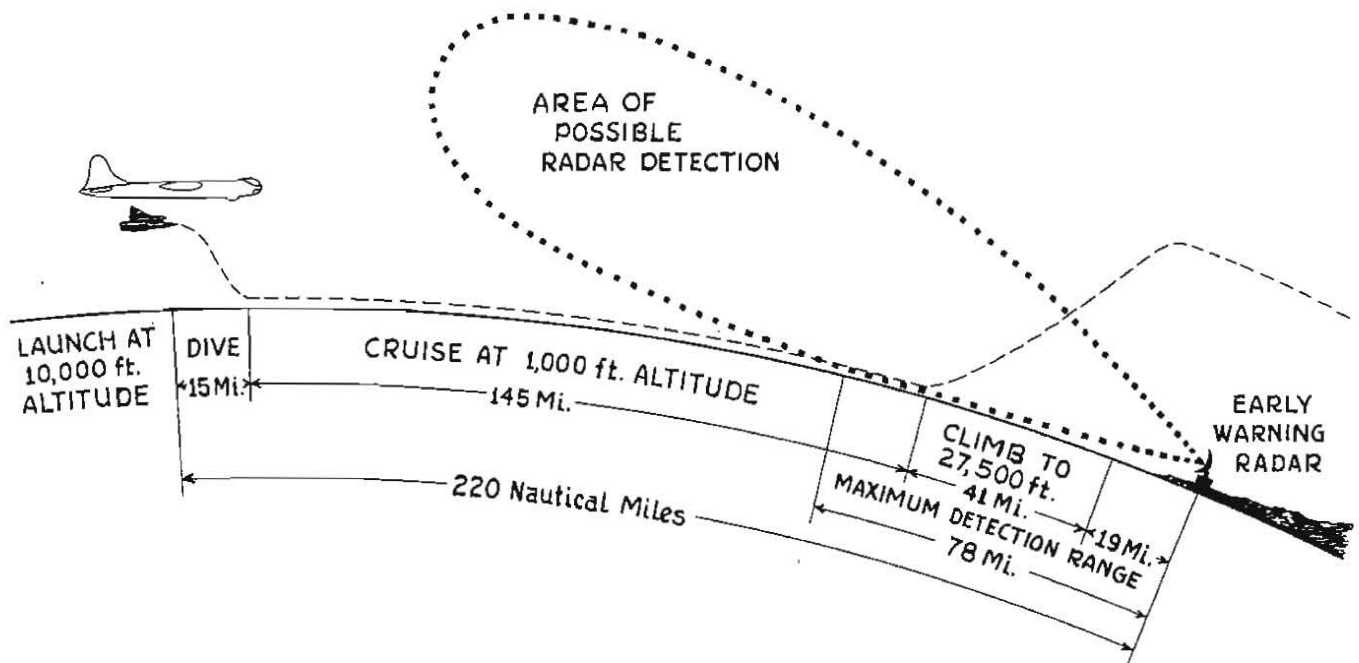 AREA OF
POSSIBLE
RADAR DETECTION
LAUNCH AT
10,000 ft.
ALTITUDE
DIVE
15 Mi.
CRUISE AT 1,000 ft. ALTITUDE
145 Mi.
220 Nautical Miles
CLIMB TO
27,500 ft.
41 Mi.
MAXIMUM DETECTION RANGE
78 Mi.
19 Mi.
EARLY
WARNING
RADAR